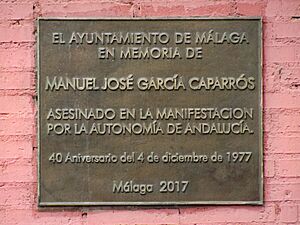 EL AYUNTAMIENTO DE MÁLAGA
EN MEMORIA DE
MANUEL JOSÉ GARCÍA CAPARRÓS
ASESINADO EN LA MANIFESTACION
POR LA AUTONOMÍA DE ANDALUCÍA.
40 Aniversario del 4 de diciembre de 1977
Málaga 2017